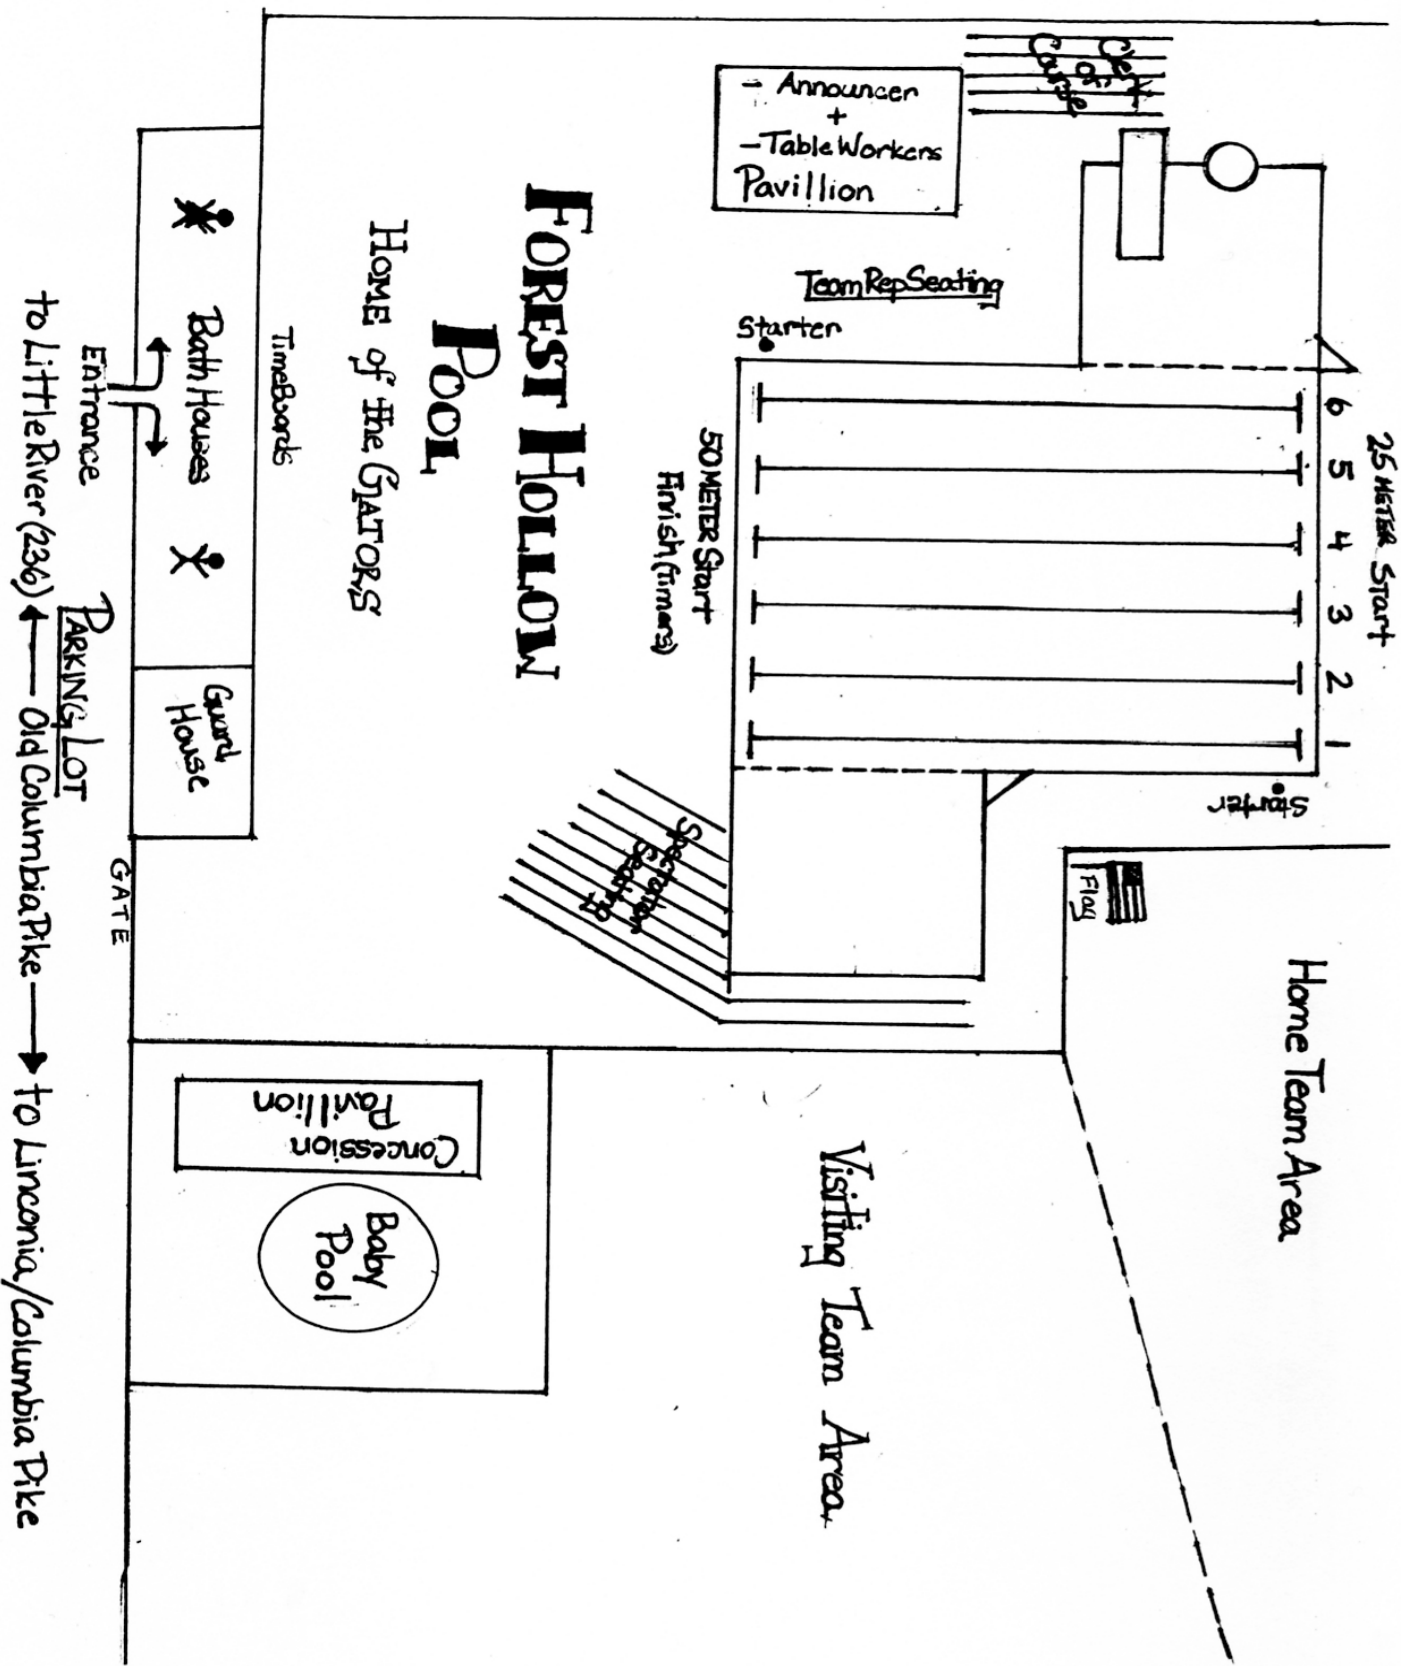 Clerk
of
Course
- Announcer
+
- Table Workers
Pavillion
Team Rep Seating
Starter
25 METER Start
6
5
4
3
2
1
50 METER Start
Finish (Timers)
FOREST HOLLOW
POOL
HOME of the GATORS
TimeBoards
Bath Houses
Guard
House
Entrance
PARKING LOT
GATE
to Little River (236) ← Old Columbia Pike → to Linconia/Columbia Pike
Spectator
Seating
Starter
Flag
Home Team Area
Visiting Team Area
Concession
Pavillion
Baby
Pool